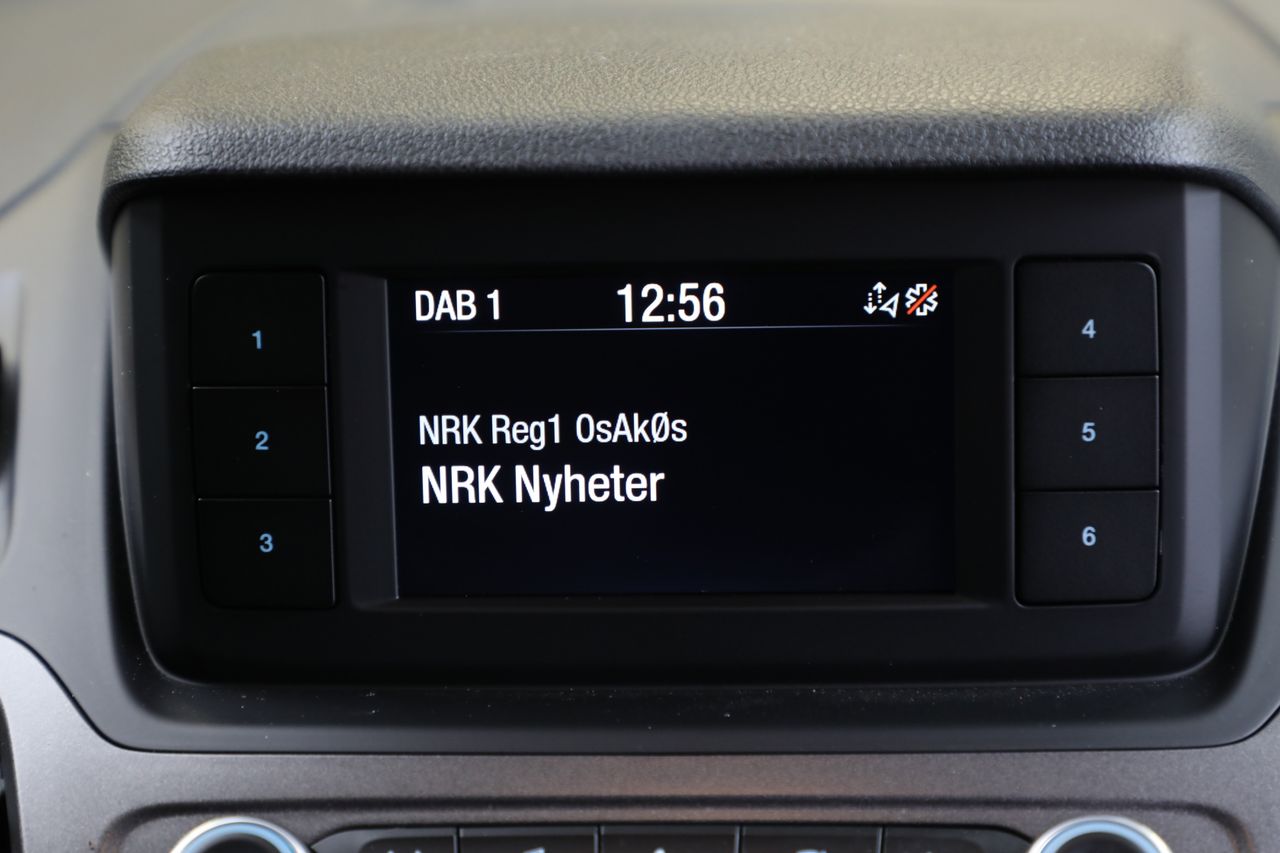 DAB 1 12:56
NRK Reg1 OsAkØs
NRK Nyheter
1
2
3
4
5
6